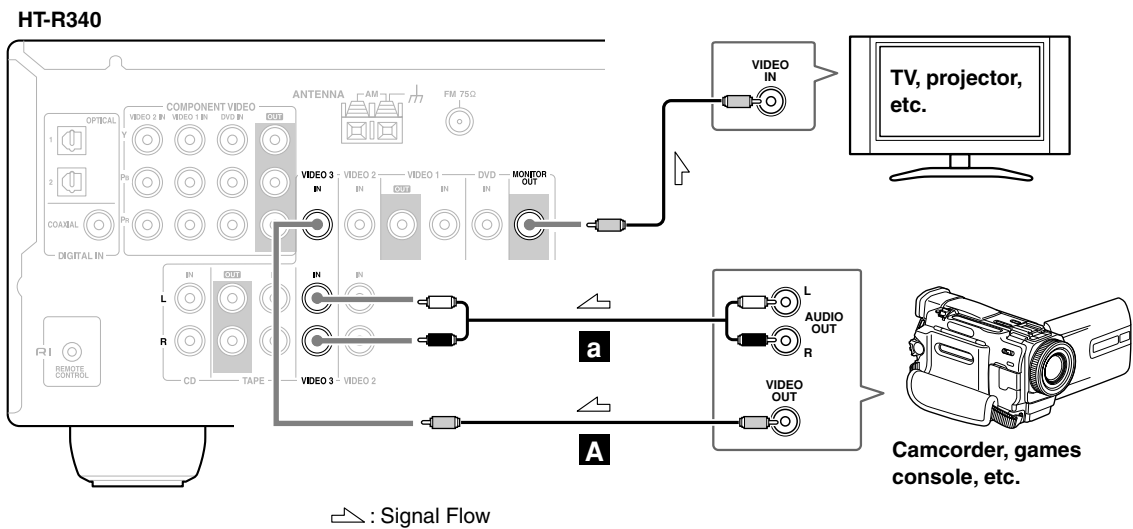 HT-R340
ANTENNA
AM
FM 75Ω
COMPONENT VIDEO
VIDEO 2 IN
VIDEO 1 IN
DVD IN
OUT
OPTICAL
1
2
Y
PB
PR
COAXIAL
DIGITAL IN
VIDEO 3
VIDEO 2
VIDEO 1
DVD
MONITOR OUT
IN
IN
OUT
IN
IN
IN
OUT
IN
IN
IN
L
R
RI
REMOTE CONTROL
CD
TAPE
VIDEO 3
VIDEO 2
VIDEO IN
TV, projector, etc.
a
L
AUDIO OUT
R
VIDEO OUT
A
Camcorder, games console, etc.
: Signal Flow